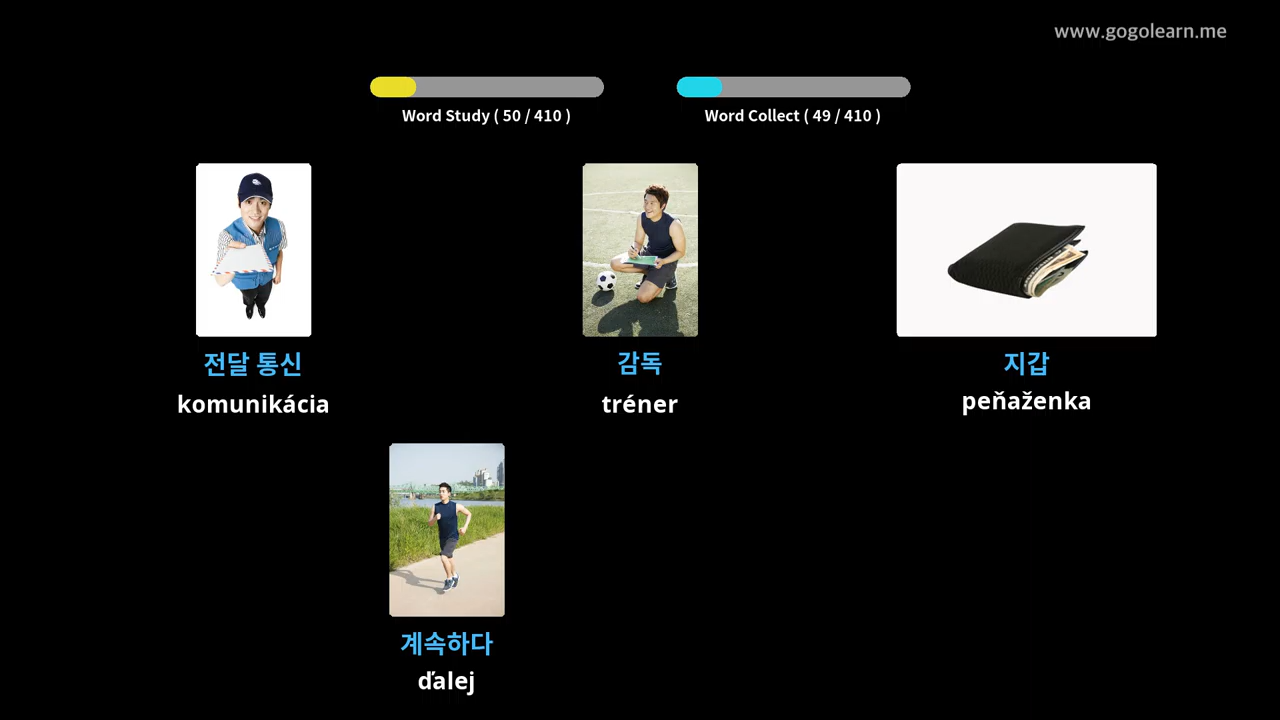 www.gogolearn.me
Word Study ( 50 / 410 )
Word Collect ( 49 / 410 )
전달 통신
komunikácia
감독
tréner
지갑
peňaženka
계속하다
ďalej